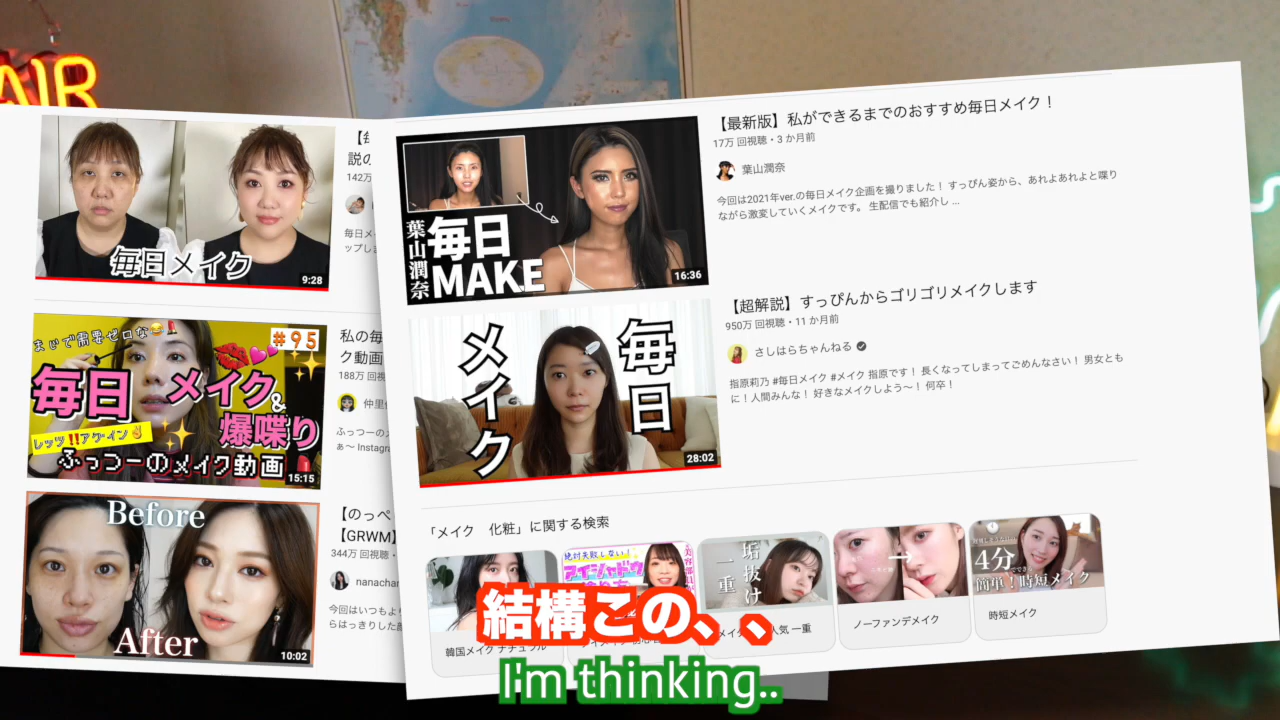 AIR
毎日メイク
9:28
142万
まじで需要ゼロな
#95
毎日 メイク
&
爆喋り
レッツ!!アゲイン
ふっつーのメイク動画
15:15
私の毎
ク動画
188万 回視
仲里
ふっつーのメ
ぁ〜 Instagra
Before
After
10:02
【のっぺ
【GRWM】
344万 回視聴・
nanachan
今回はいつもより
らはっきりした
葉山潤奈
毎日
MAKE
16:36
【最新版】私ができるまでのおすすめ毎日メイク!
17万 回視聴・3 か月前
葉山潤奈
今回は2021年ver.の毎日メイク企画を撮りました! すっぴん姿から、あれよあれよと喋り
ながら激変していくメイクです。 生配信でも紹介し ...
毎日
メイク
28:02
【超解説】すっぴんからゴリゴリメイクします
950万 回視聴・11 か月前
さしはらちゃんねる
指原莉乃 #毎日メイク #メイク 指原です! 長くなってしまってごめんなさい! 男女とも
に!人間みんな! 好きなメイクしよう〜! 何卒!
「メイク 化粧」に関する検索
絶対失敗しない!
アイシャドウ
垢抜け
一重
4分
簡単!時短メイク
韓国メイク ナチュラル
人気 一重
ノーファンデメイク
時短メイク
結構この、、
I'm thinking..